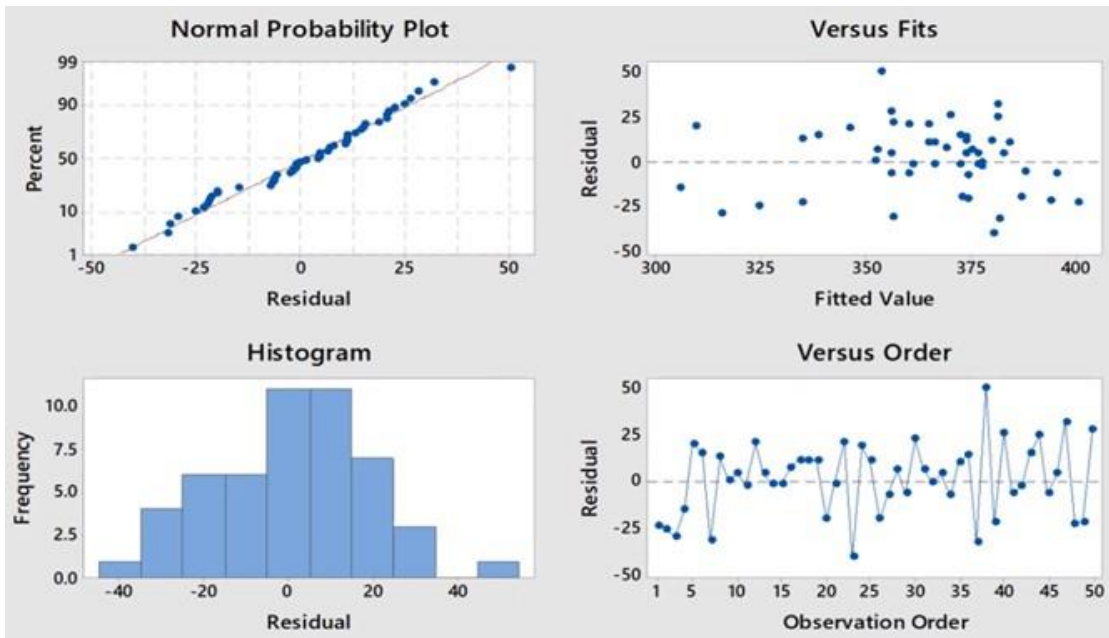 Normal Probability Plot
99
90
50
10
1
Percent
-50 -25 0 25 50
Residual
Versus Fits
50
25
0
-25
-50
Residual
300 325 350 375 400
Fitted Value
Histogram
10.0
7.5
5.0
2.5
0.0
Frequency
-40 -20 0 20 40
Residual
Versus Order
50
25
0
-25
-50
Residual
1 5 10 15 20 25 30 35 40 45 50
Observation Order